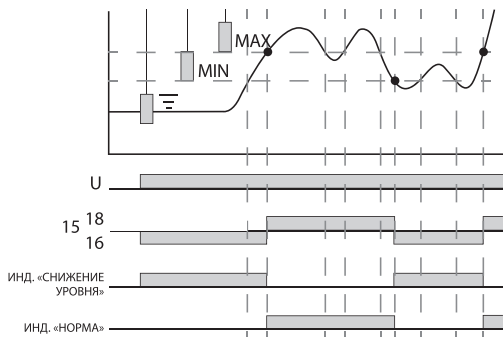 MAX
MIN
U
18
15
16
ИНД. «СНИЖЕНИЕ
УРОВНЯ»
ИНД. «НОРМА»